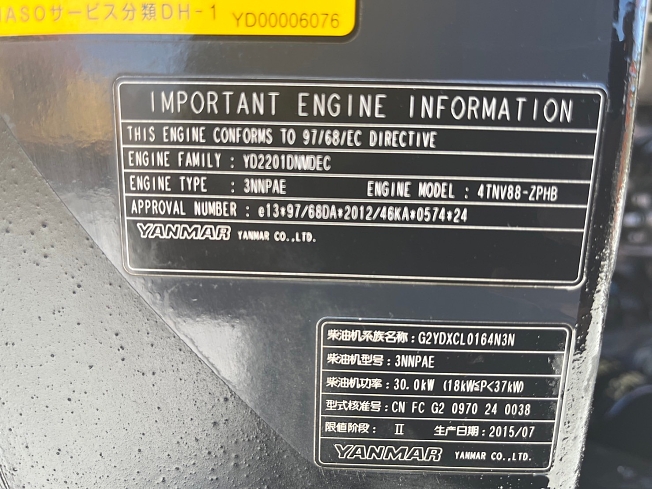 JASOサービス分類DH-1 YD00006076
IMPORTANT ENGINE INFORMATION
THIS ENGINE CONFORMS TO 97/68/EC DIRECTIVE
ENGINE FAMILY : YD2201DNWDEC
ENGINE TYPE : 3NNPAE ENGINE MODEL : 4TNV88-ZPHB
APPROVAL NUMBER : e13*97/68DA*2012/46KA*0574*24
YANMAR YANMAR CO.,LTD.
柴油机系族名称: G2YDXCL0164N3N
柴油机型号: 3NNPAE
柴油机功率: 30.0kW (18kW≦P<37kW)
型式核准号: CN FC G2 0970 24 0038
限值阶段: II 生产日期: 2015/07
YANMAR YANMAR CO.,LTD.